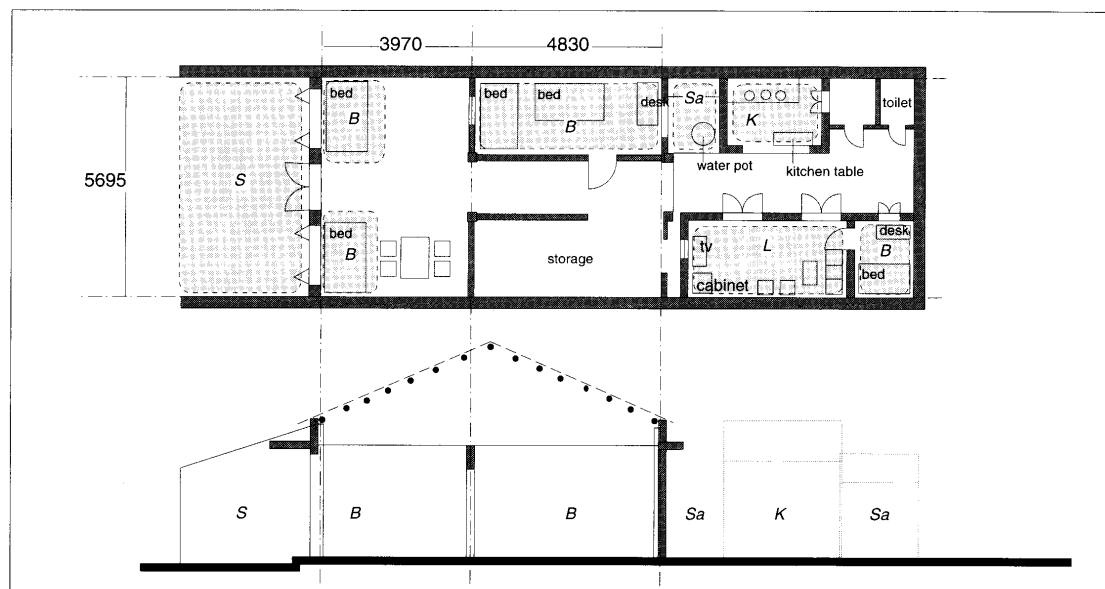 3970 4830
bed bed bed desk Sa toilet
B B K
5695 S water pot kitchen table
bed B storage tv L desk B
cabinet bed
S B B Sa K Sa